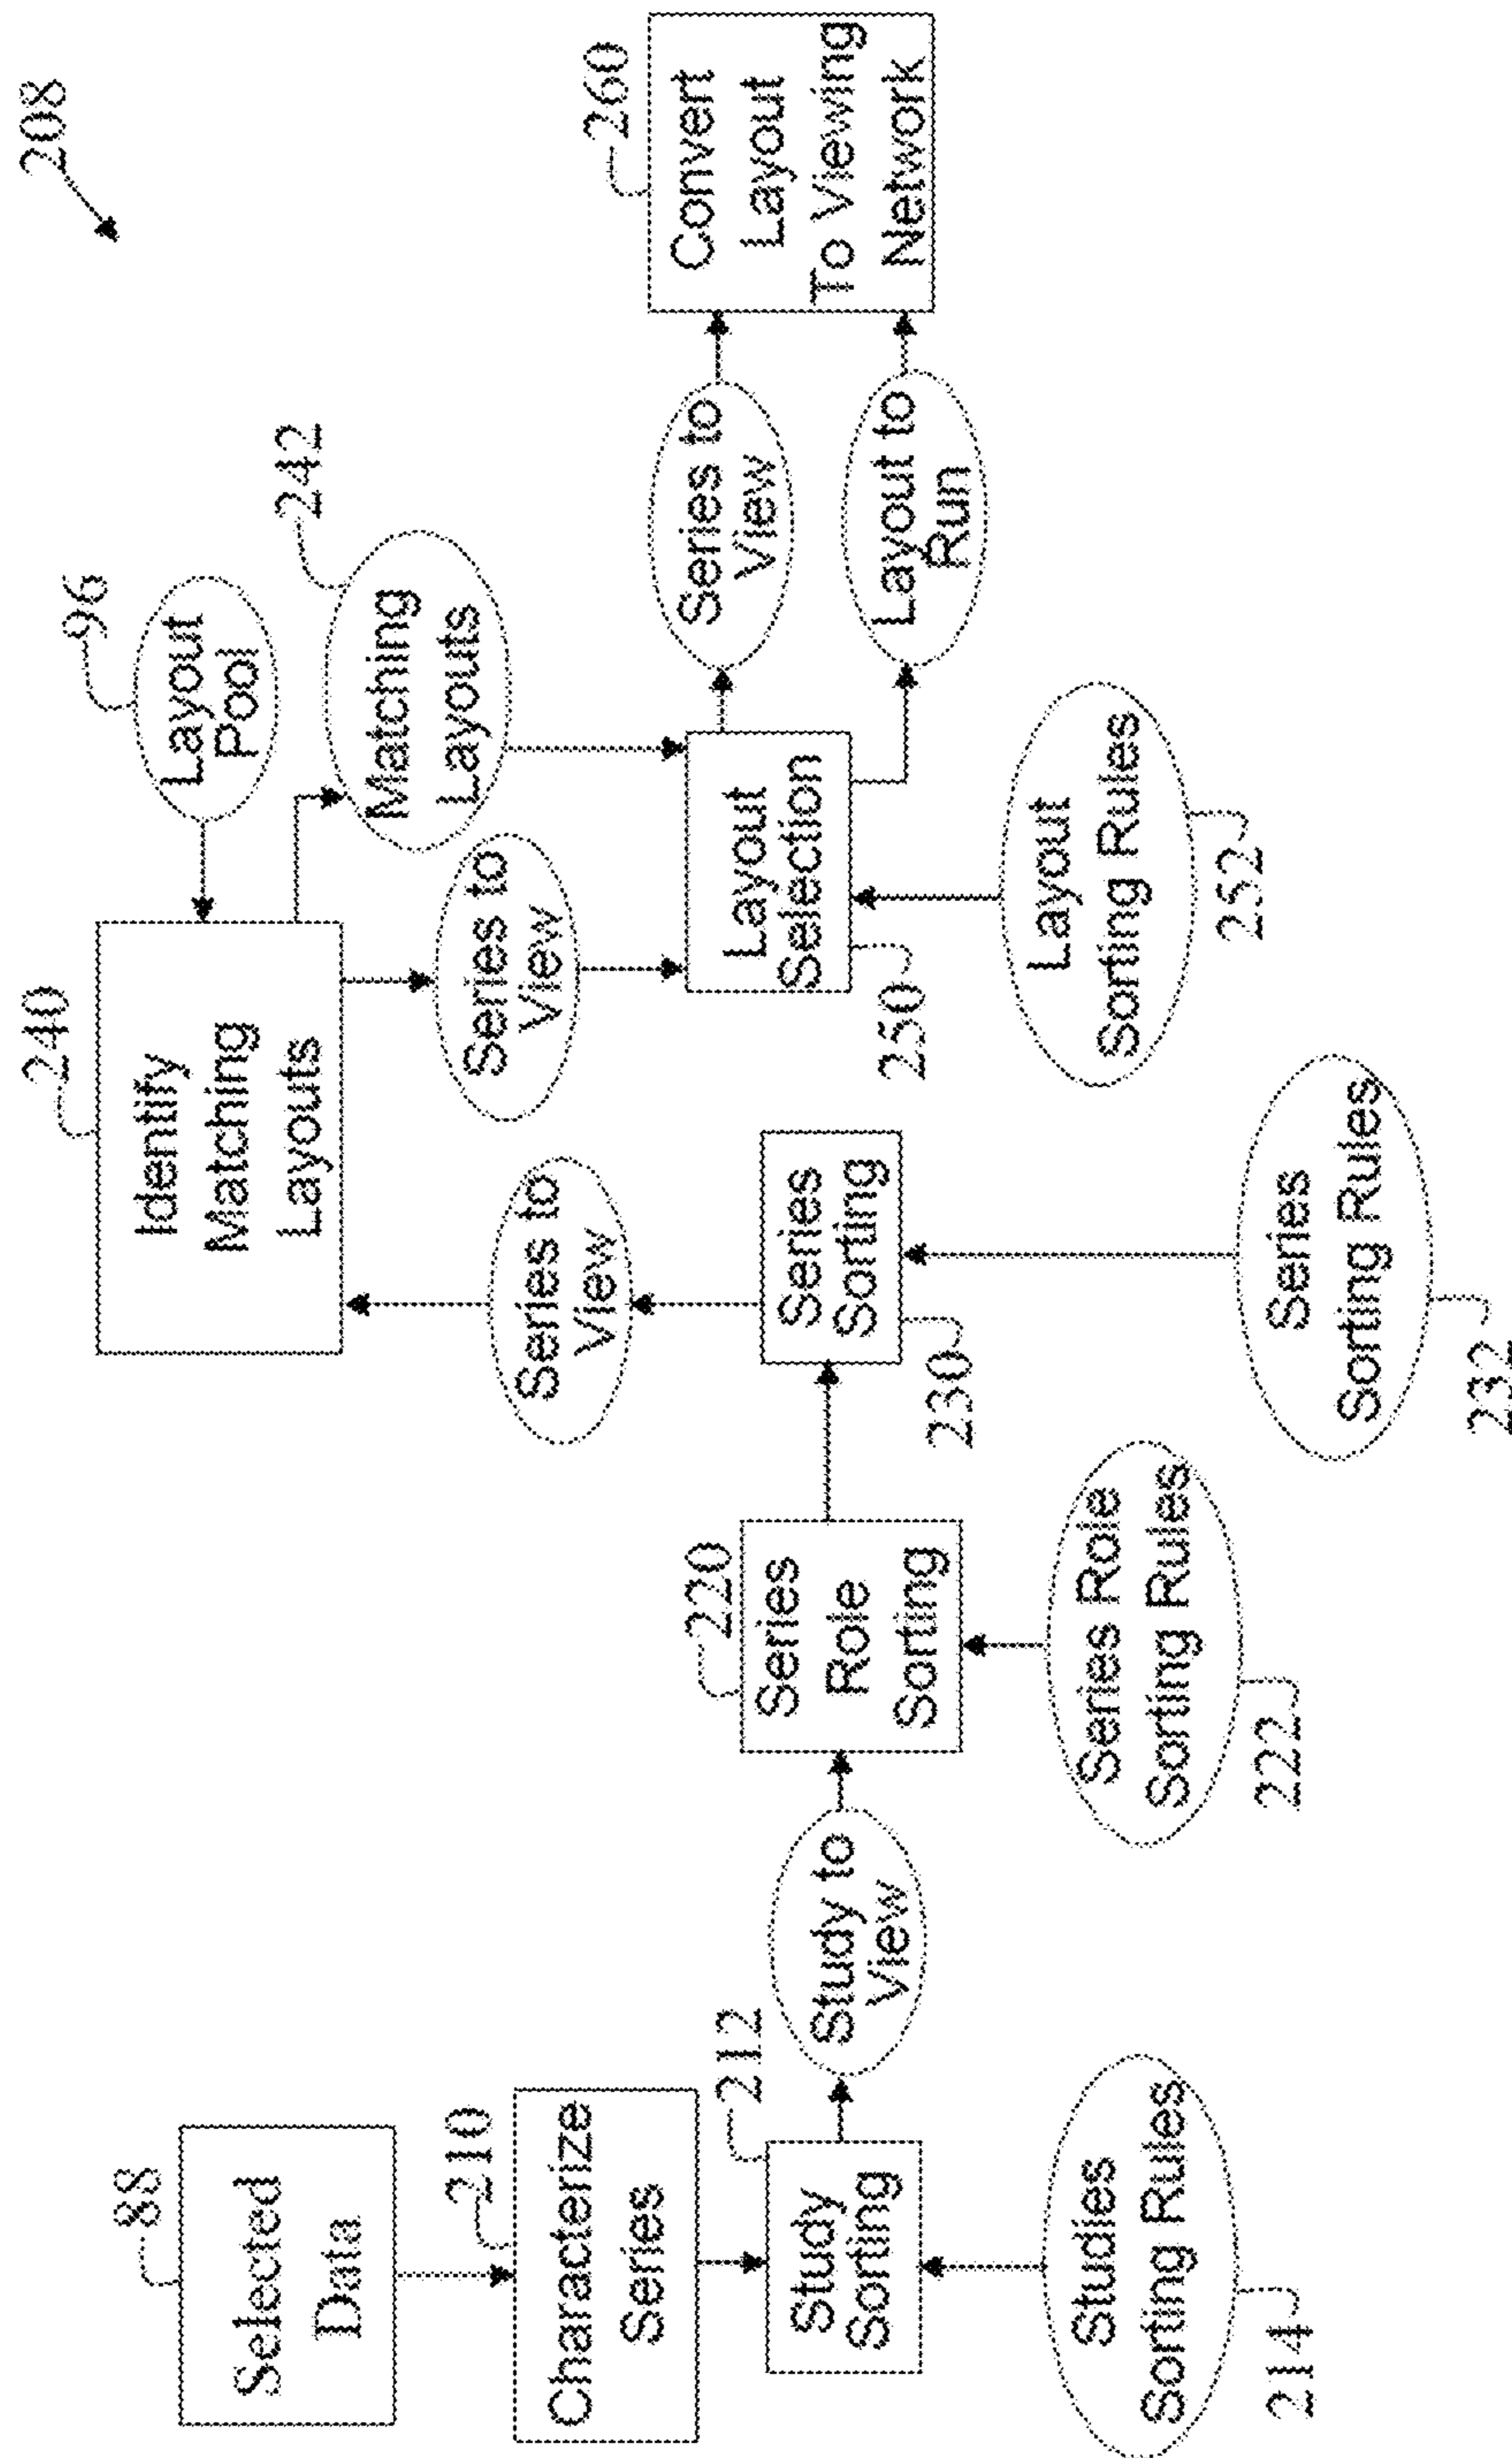 208
88
Selected
Data
210
Characterize
Series
212
Study
Sorting
Studies
Sorting Rules
214
Study to
View
220
Series
Role
Sorting
Series Role
Sorting Rules
222
Series
Sorting
230
Series
Sorting Rules
232
Series to
View
240
Identify
Matching
Layouts
96
Layout
Pool
242
Matching
Layouts
Series to
View
Layout
Selection
250
Layout
Sorting Rules
252
Series to
View
Layout to
Run
260
Convert
Layout
To Viewing
Network